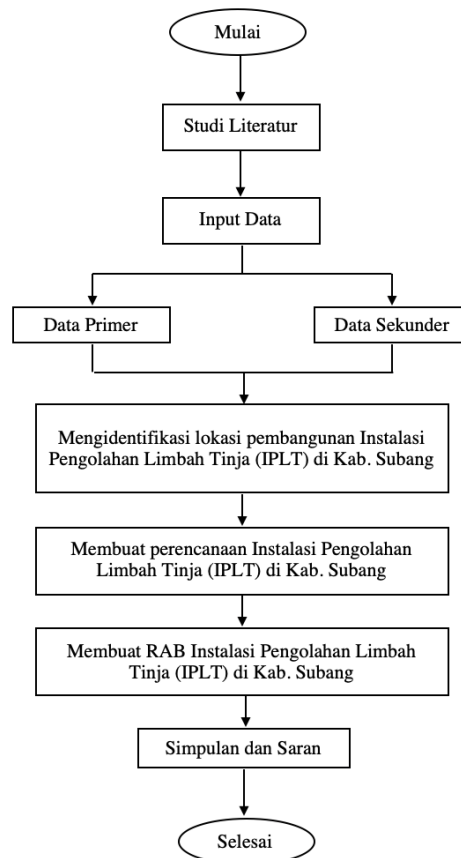 Mulai
Studi Literatur
Input Data
Data Primer
Data Sekunder
Mengidentifikasi lokasi pembangunan Instalasi
Pengolahan Limbah Tinja (IPLT) di Kab. Subang
Membuat perencanaan Instalasi Pengolahan
Limbah Tinja (IPLT) di Kab. Subang
Membuat RAB Instalasi Pengolahan Limbah
Tinja (IPLT) di Kab. Subang
Simpulan dan Saran
Selesai